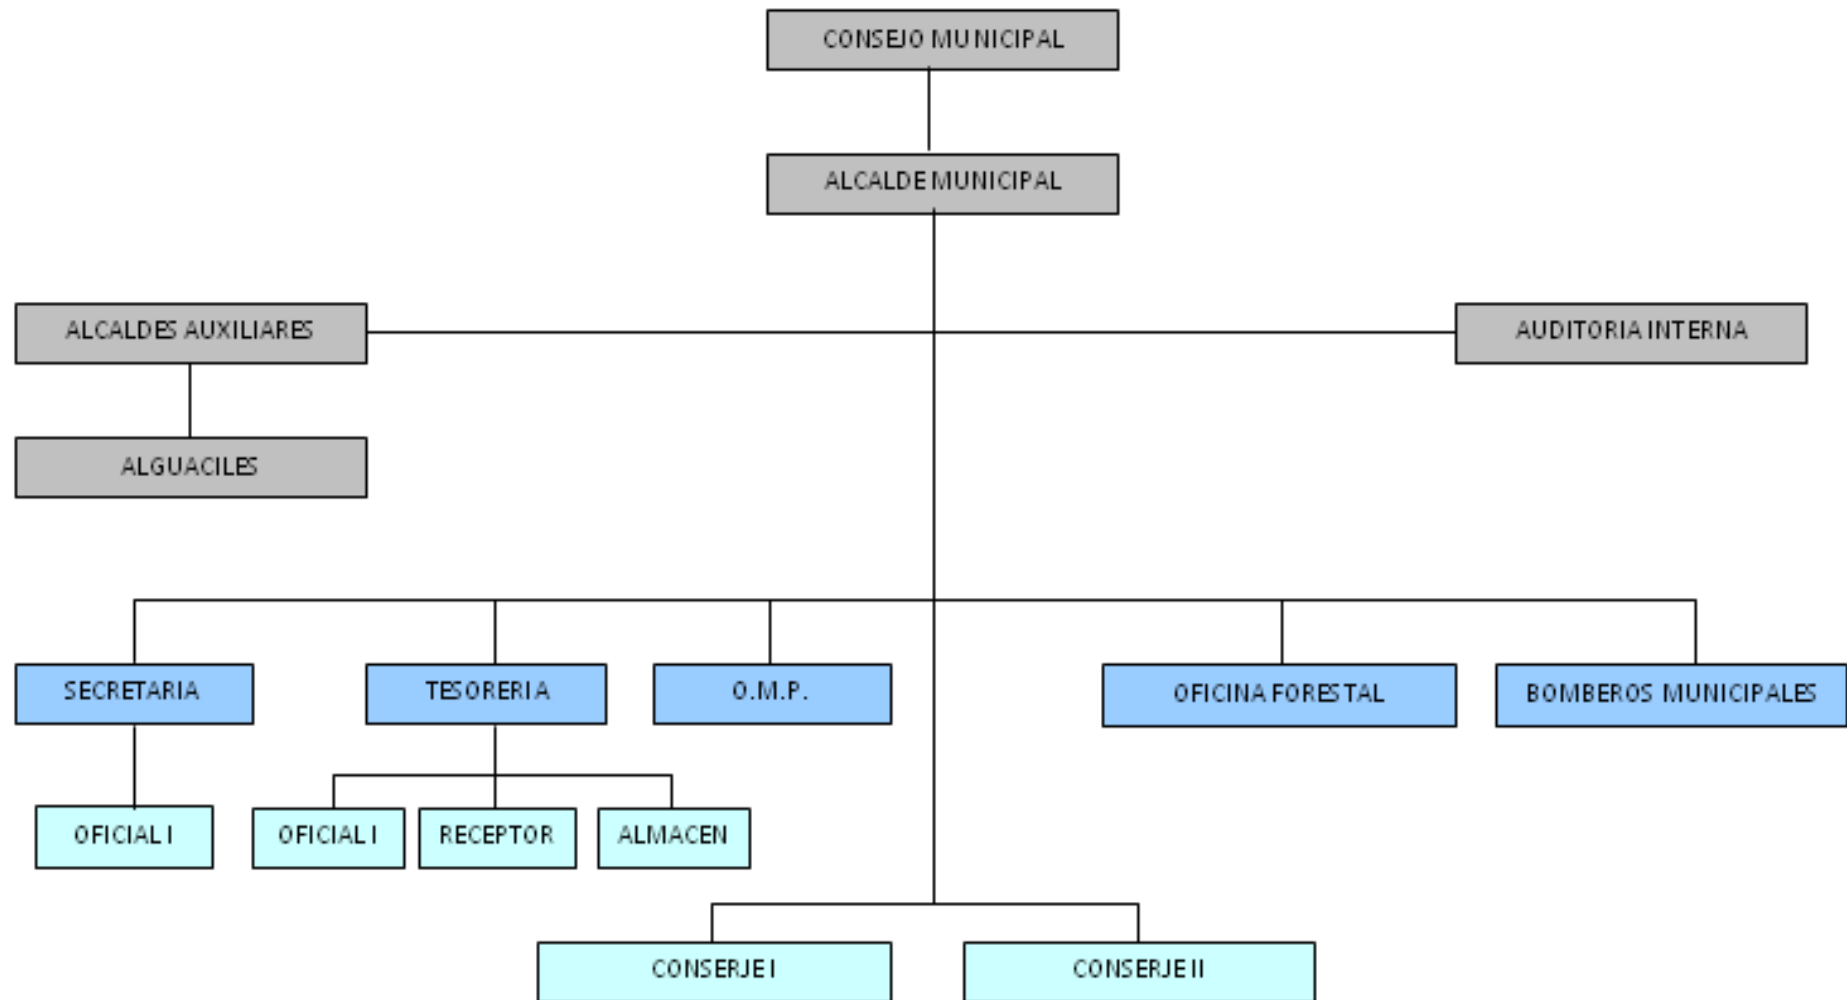 CONSEJO MUNICIPAL
ALCALDE MUNICIPAL
ALCALDES AUXILIARES
AUDITORIA INTERNA
ALGUACILES
SECRETARIA
TESORERIA
O.M.P.
OFICINA FORESTAL
BOMBEROS MUNICIPALES
OFICIAL I
OFICIAL I
RECEPTOR
ALMACEN
CONSERJE I
CONSERJE II